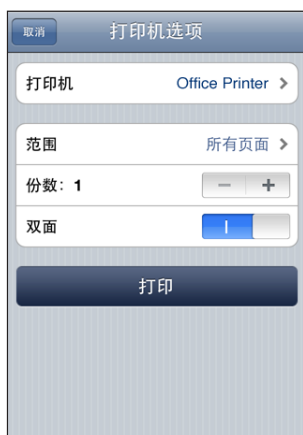 取消 打印机选项
打印机 Office Printer
范围 所有页面
份数：1
双面
打印